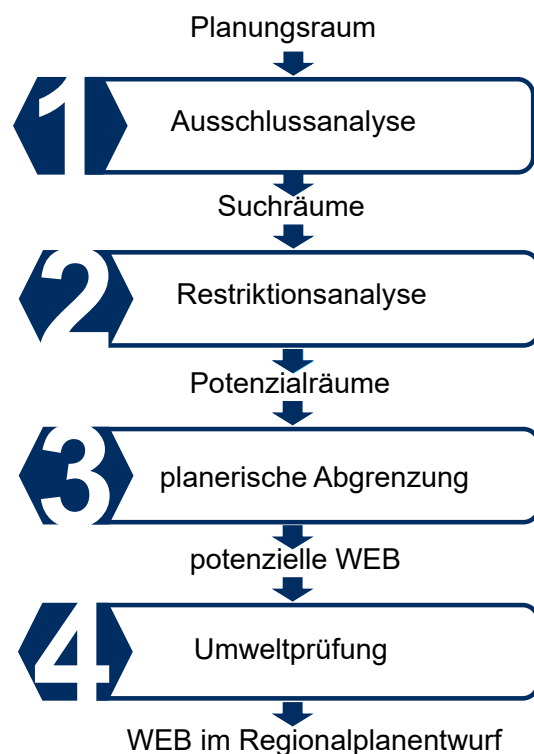 Planungsraum
1 Ausschlussanalyse
Suchräume
2 Restriktionsanalyse
Potenzialräume
3 planerische Abgrenzung
potenzielle WEB
4 Umweltprüfung
WEB im Regionalplanentwurf